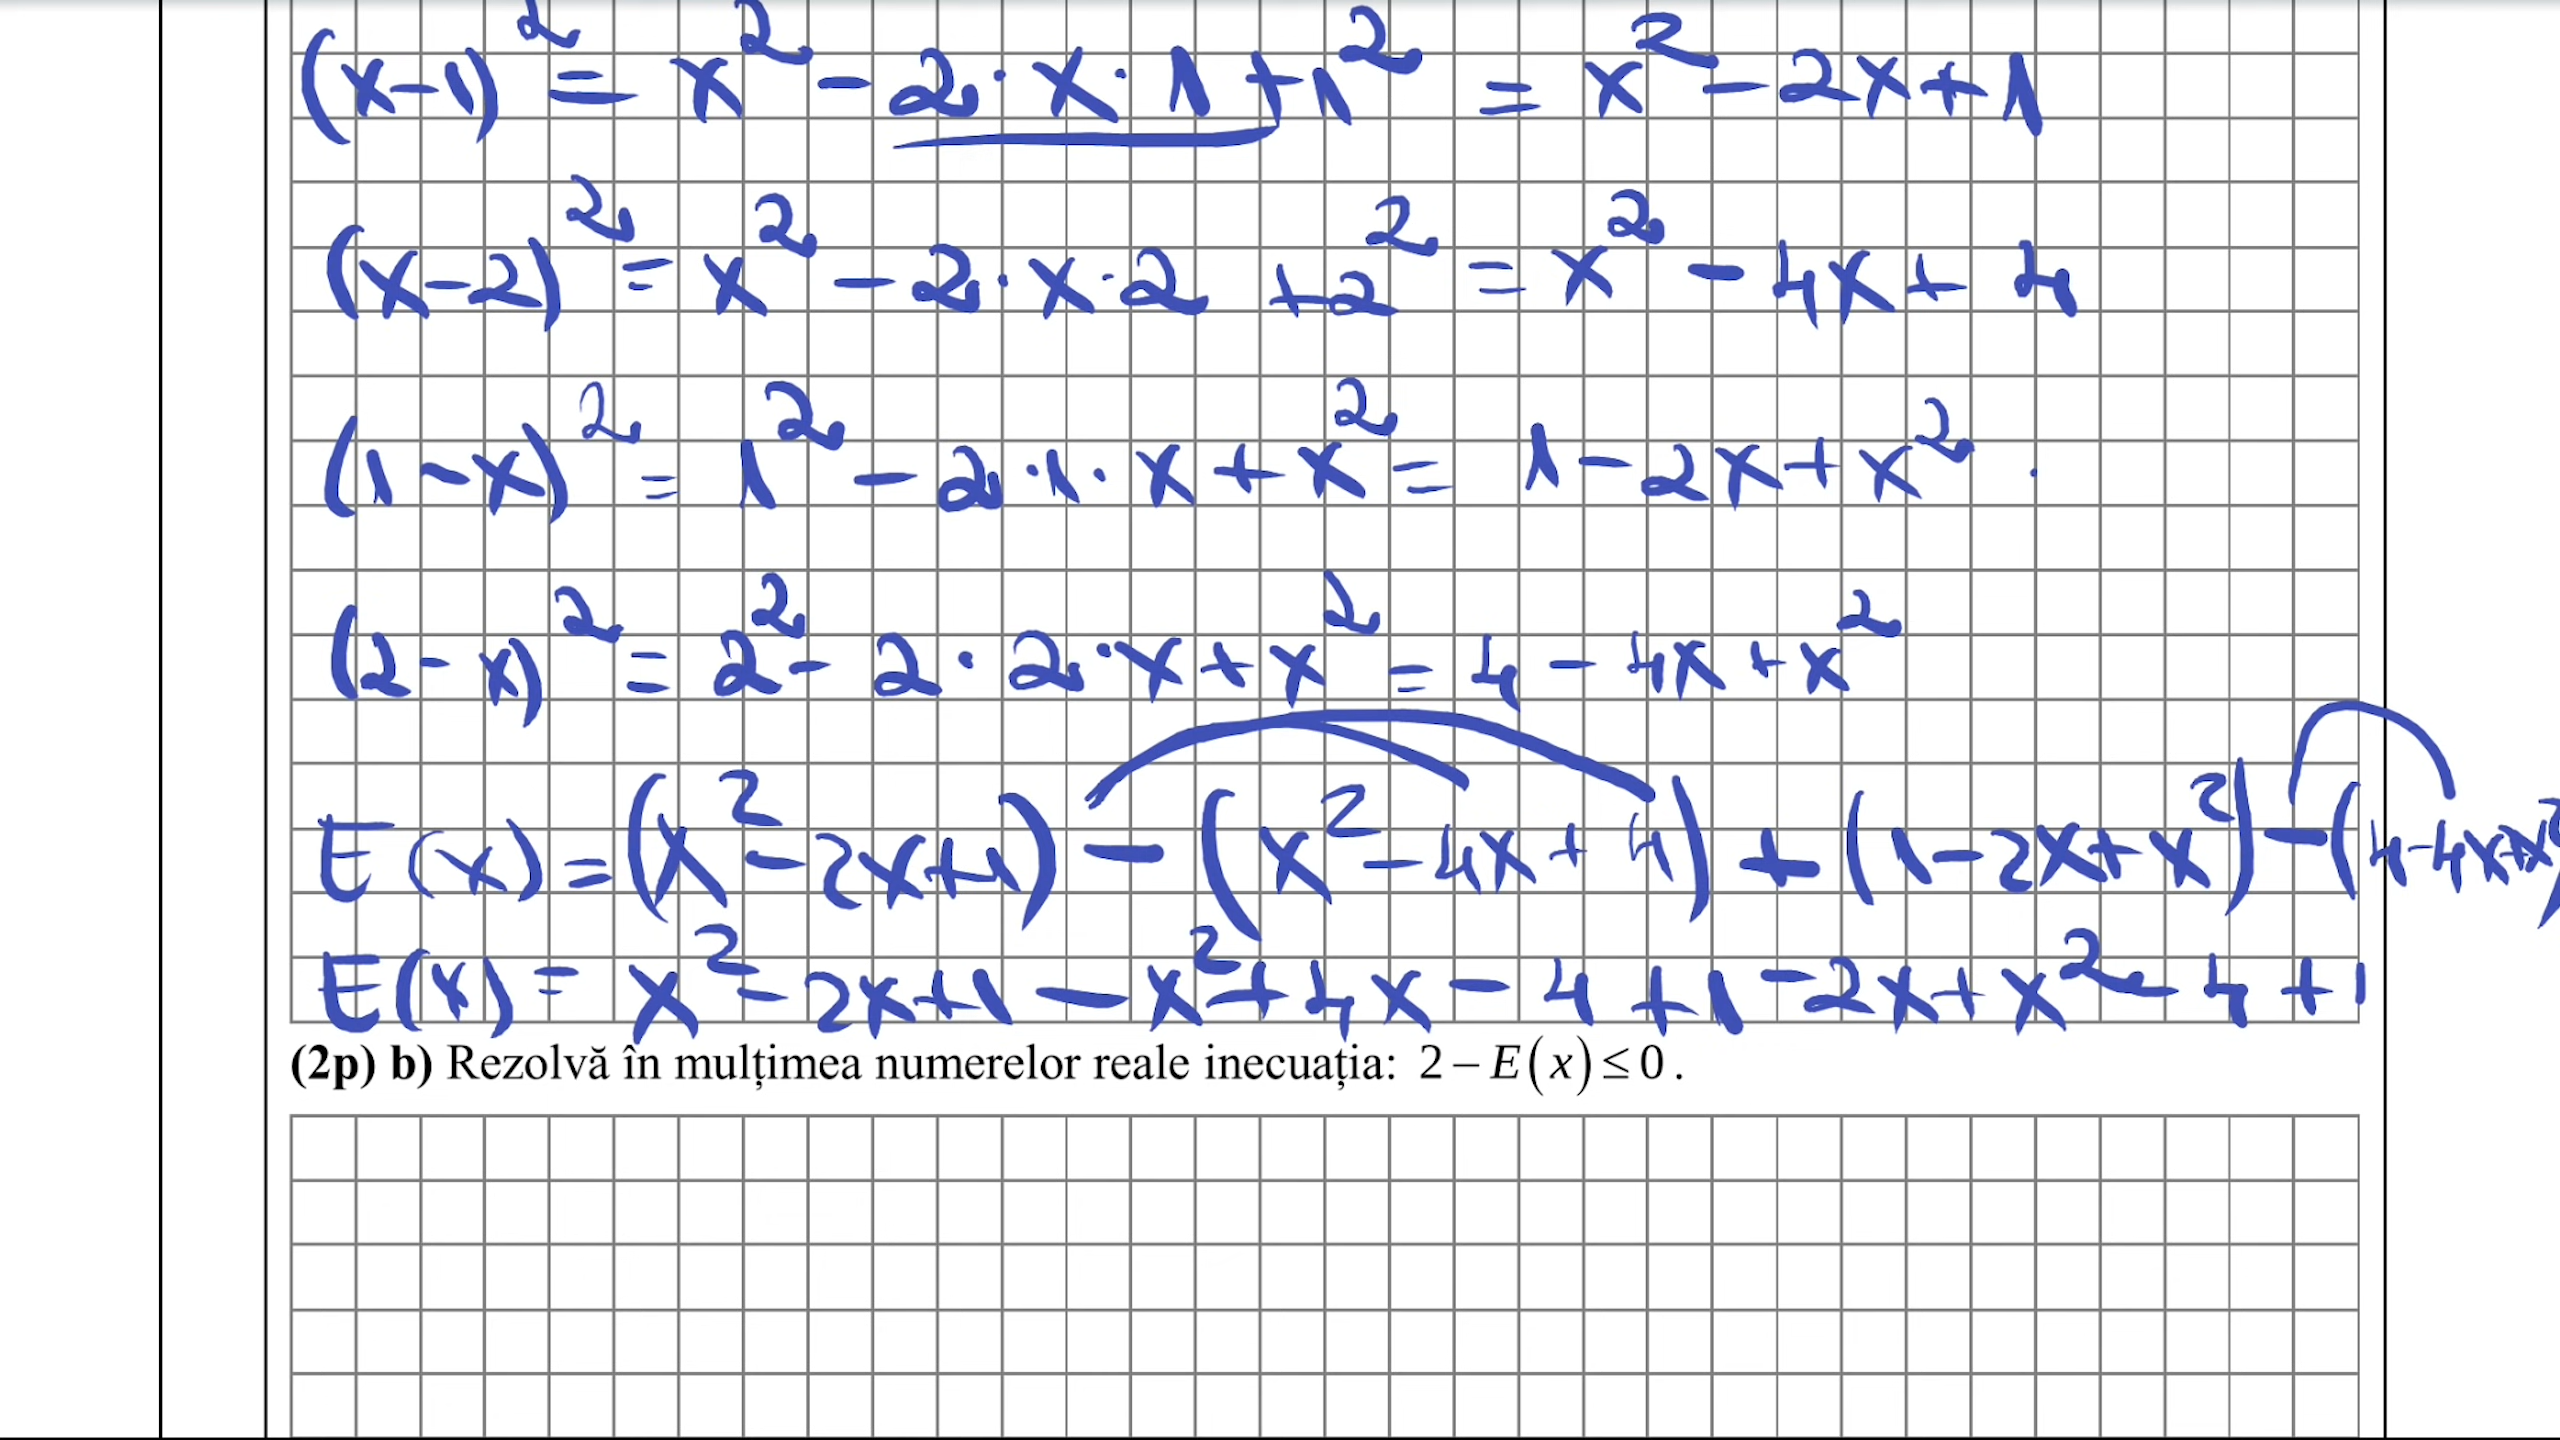 (x-1)² = x² - 2·x·1 + 1² = x² - 2x + 1
(x-2)² = x² - 2·x·2 + 2² = x² - 4x + 4
(1-x)² = 1² - 2·1·x + x² = 1 - 2x + x².
(2-x)² = 2² - 2·2·x + x² = 4 - 4x + x²
E(x) = (x² - 2x + 1) - (x² - 4x + 4) + (1 - 2x + x²) - (4 - 4x + x²)
E(x) = x² - 2x + 1 - x² + 4x - 4 + 1 - 2x + x² - 4 + 1
(2p) b) Rezolvă în mulțimea numerelor reale inecuația: 2 – E(x) ≤ 0.